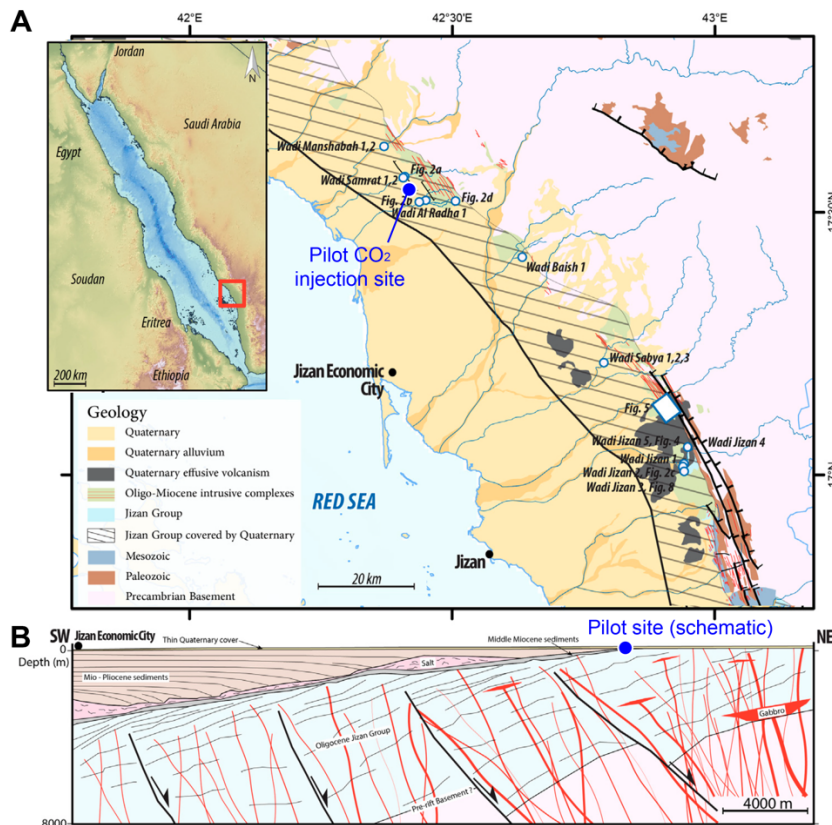 A
42°E
42°30'E
43°E
Jordan
N
Saudi Arabia
Egypt
Soudan
Eritrea
Ethiopia
200 km
Wadi Manshabah 1,2
Fig. 2a
Wadi Samrat 1,2
Fig. 2b
Fig. 2d
Wadi Al Radha 1
17°30'N
Pilot CO₂
injection site
Wadi Baish 1
Wadi Sabya 1,2,3
Jizan Economic
City
Fig. 5
Wadi Jizan 5, Fig. 4
Wadi Jizan 4
Wadi Jizan 1
Wadi Jizan 2, Fig. 2c
Wadi Jizan 3, Fig. 8
17°N
RED SEA
Jizan
20 km
Geology
Quaternary
Quaternary alluvium
Quaternary effusive volcanism
Oligo-Miocene intrusive complexes
Jizan Group
Jizan Group covered by Quaternary
Mesozoic
Paleozoic
Precambrian Basement
B
SW
Jizan Economic City
Thin Quaternary cover
Middle Miocene sediments
Pilot site (schematic)
NE
0
Depth (m)
Mio - Pliocene sediments
Salt
Oligocene Jizan Group
Gabbro
Pre-rift Basement ?
4000 m
8000